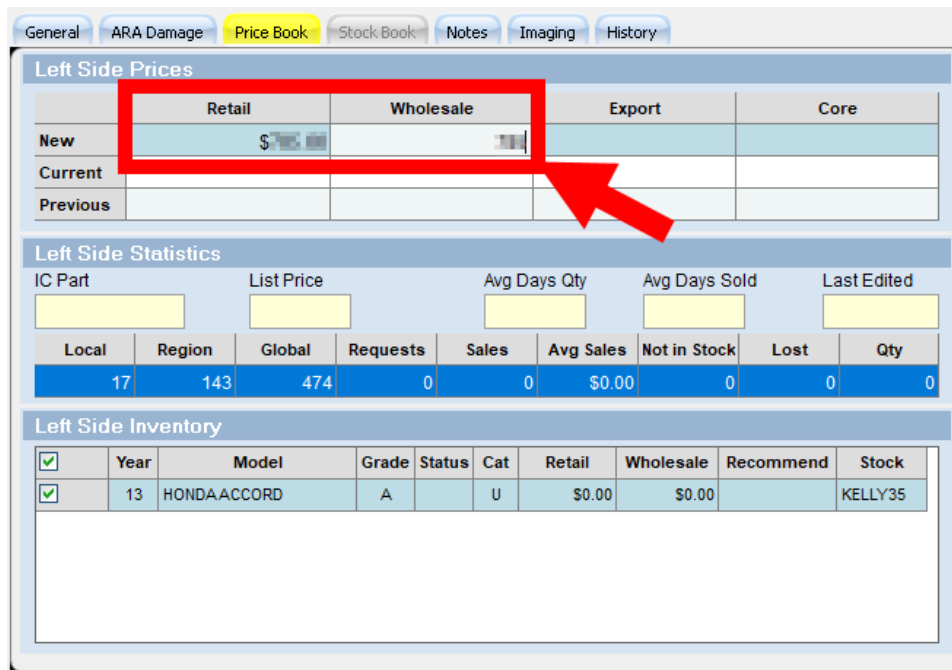 General ARA Damage Price Book Stock Book Notes Imaging History
Left Side Prices
Retail Wholesale Export Core
New $
Current
Previous
Left Side Statistics
IC Part List Price Avg Days Qty Avg Days Sold Last Edited
Local Region Global Requests Sales Avg Sales Not in Stock Lost Qty
17 143 474 0 0 $0.00 0 0 0
Left Side Inventory
Year Model Grade Status Cat Retail Wholesale Recommend Stock
13 HONDA ACCORD A U $0.00 $0.00 KELLY35